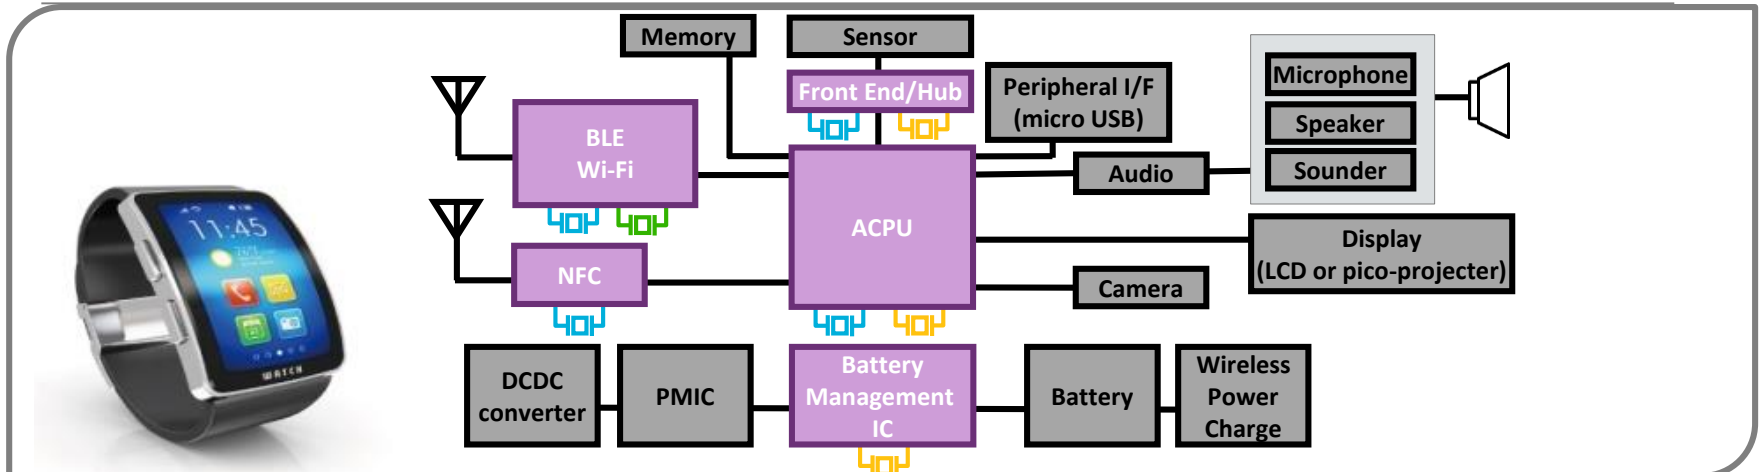 Memory
Sensor
Front End/Hub
Peripheral I/F
(micro USB)
Microphone
Speaker
Sounder
BLE
Wi-Fi
Audio
ACPU
NFC
Display
(LCD or pico-projecter)
Camera
11:45
WATCH
DCDC
converter
PMIC
Battery
Management
IC
Battery
Wireless
Power
Charge